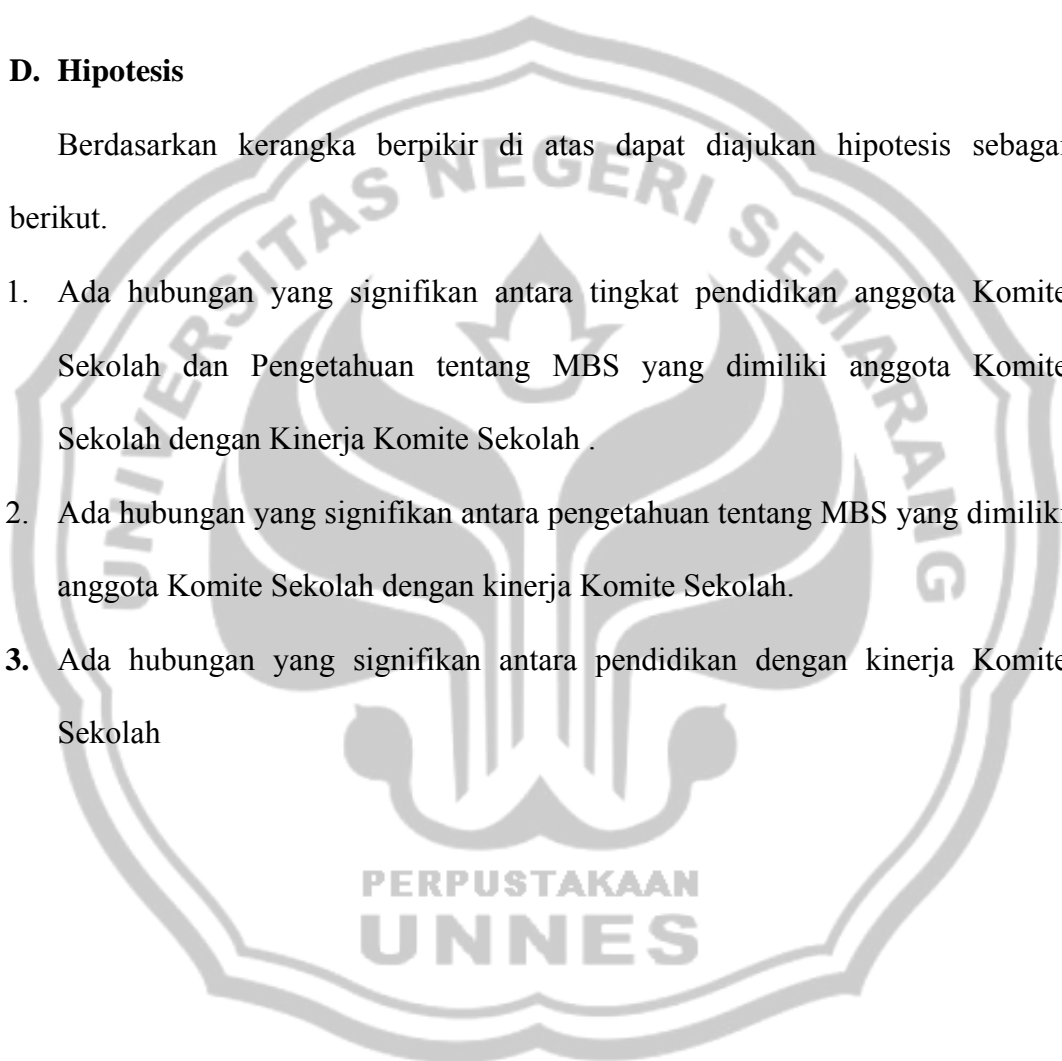 D. Hipotesis
Berdasarkan kerangka berpikir di atas dapat diajukan hipotesis sebagai
berikut.
1. Ada hubungan yang signifikan antara tingkat pendidikan anggota Komite
Sekolah dan Pengetahuan tentang MBS yang dimiliki anggota Komite
Sekolah dengan Kinerja Komite Sekolah .
2. Ada hubungan yang signifikan antara pengetahuan tentang MBS yang dimiliki
anggota Komite Sekolah dengan kinerja Komite Sekolah.
3. Ada hubungan yang signifikan antara pendidikan dengan kinerja Komite
Sekolah
UNIVERSITAS NEGERI SEMARANG
PERPUSTAKAAN
UNNES